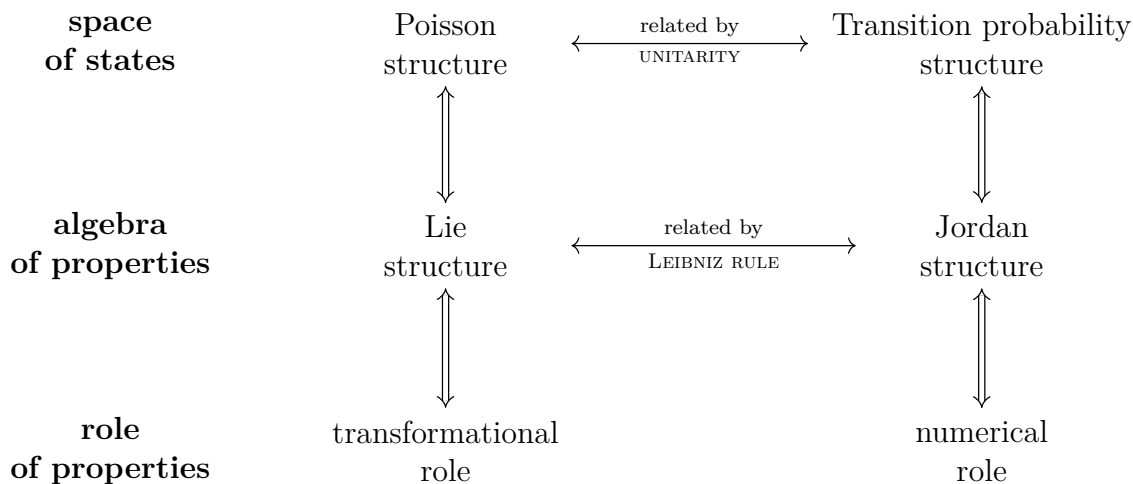 space
of states
Poisson
structure
related by
UNITARITY
Transition probability
structure
algebra
of properties
Lie
structure
related by
LEIBNIZ RULE
Jordan
structure
role
of properties
transformational
role
numerical
role